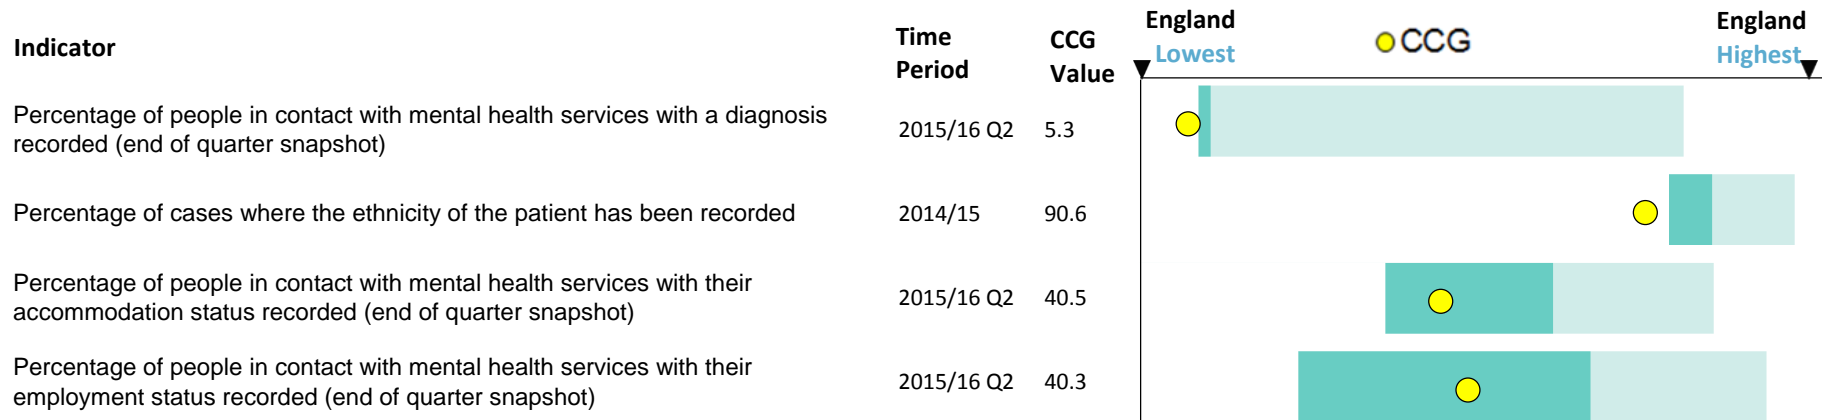 Indicator
Time
Period
CCG
Value
England
Lowest
CCG
England
Highest
Percentage of people in contact with mental health services with a diagnosis
recorded (end of quarter snapshot)
2015/16 Q2
5.3
Percentage of cases where the ethnicity of the patient has been recorded
2014/15
90.6
Percentage of people in contact with mental health services with their
accommodation status recorded (end of quarter snapshot)
2015/16 Q2
40.5
Percentage of people in contact with mental health services with their
employment status recorded (end of quarter snapshot)
2015/16 Q2
40.3